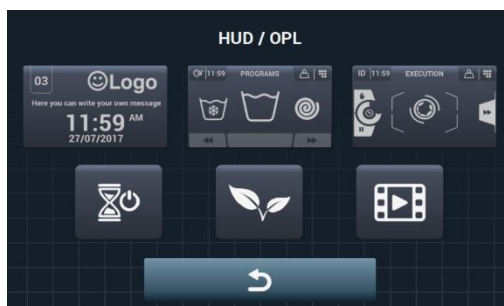 HUD / OPL
03
Logo
Here you can write your own message
11:59 AM
27/07/2017
11:59 PROGRAMS
ID 11:59 EXECUTION